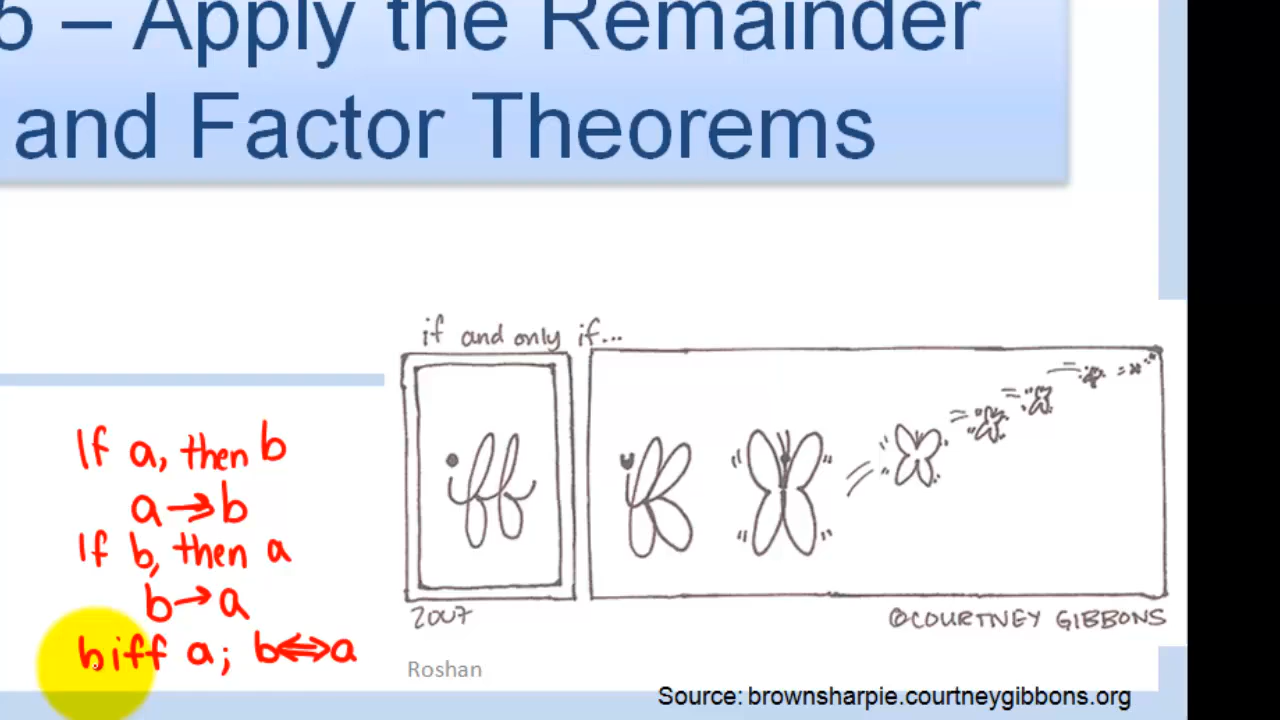 5 – Apply the Remainder
and Factor Theorems
if and only if...
iff
If a, then b
a→b
If b, then a
b→a
b iff a; b⇔a
2007
©COURTNEY GIBBONS
Roshan
Source: brownsharpie.courtneygibbons.org